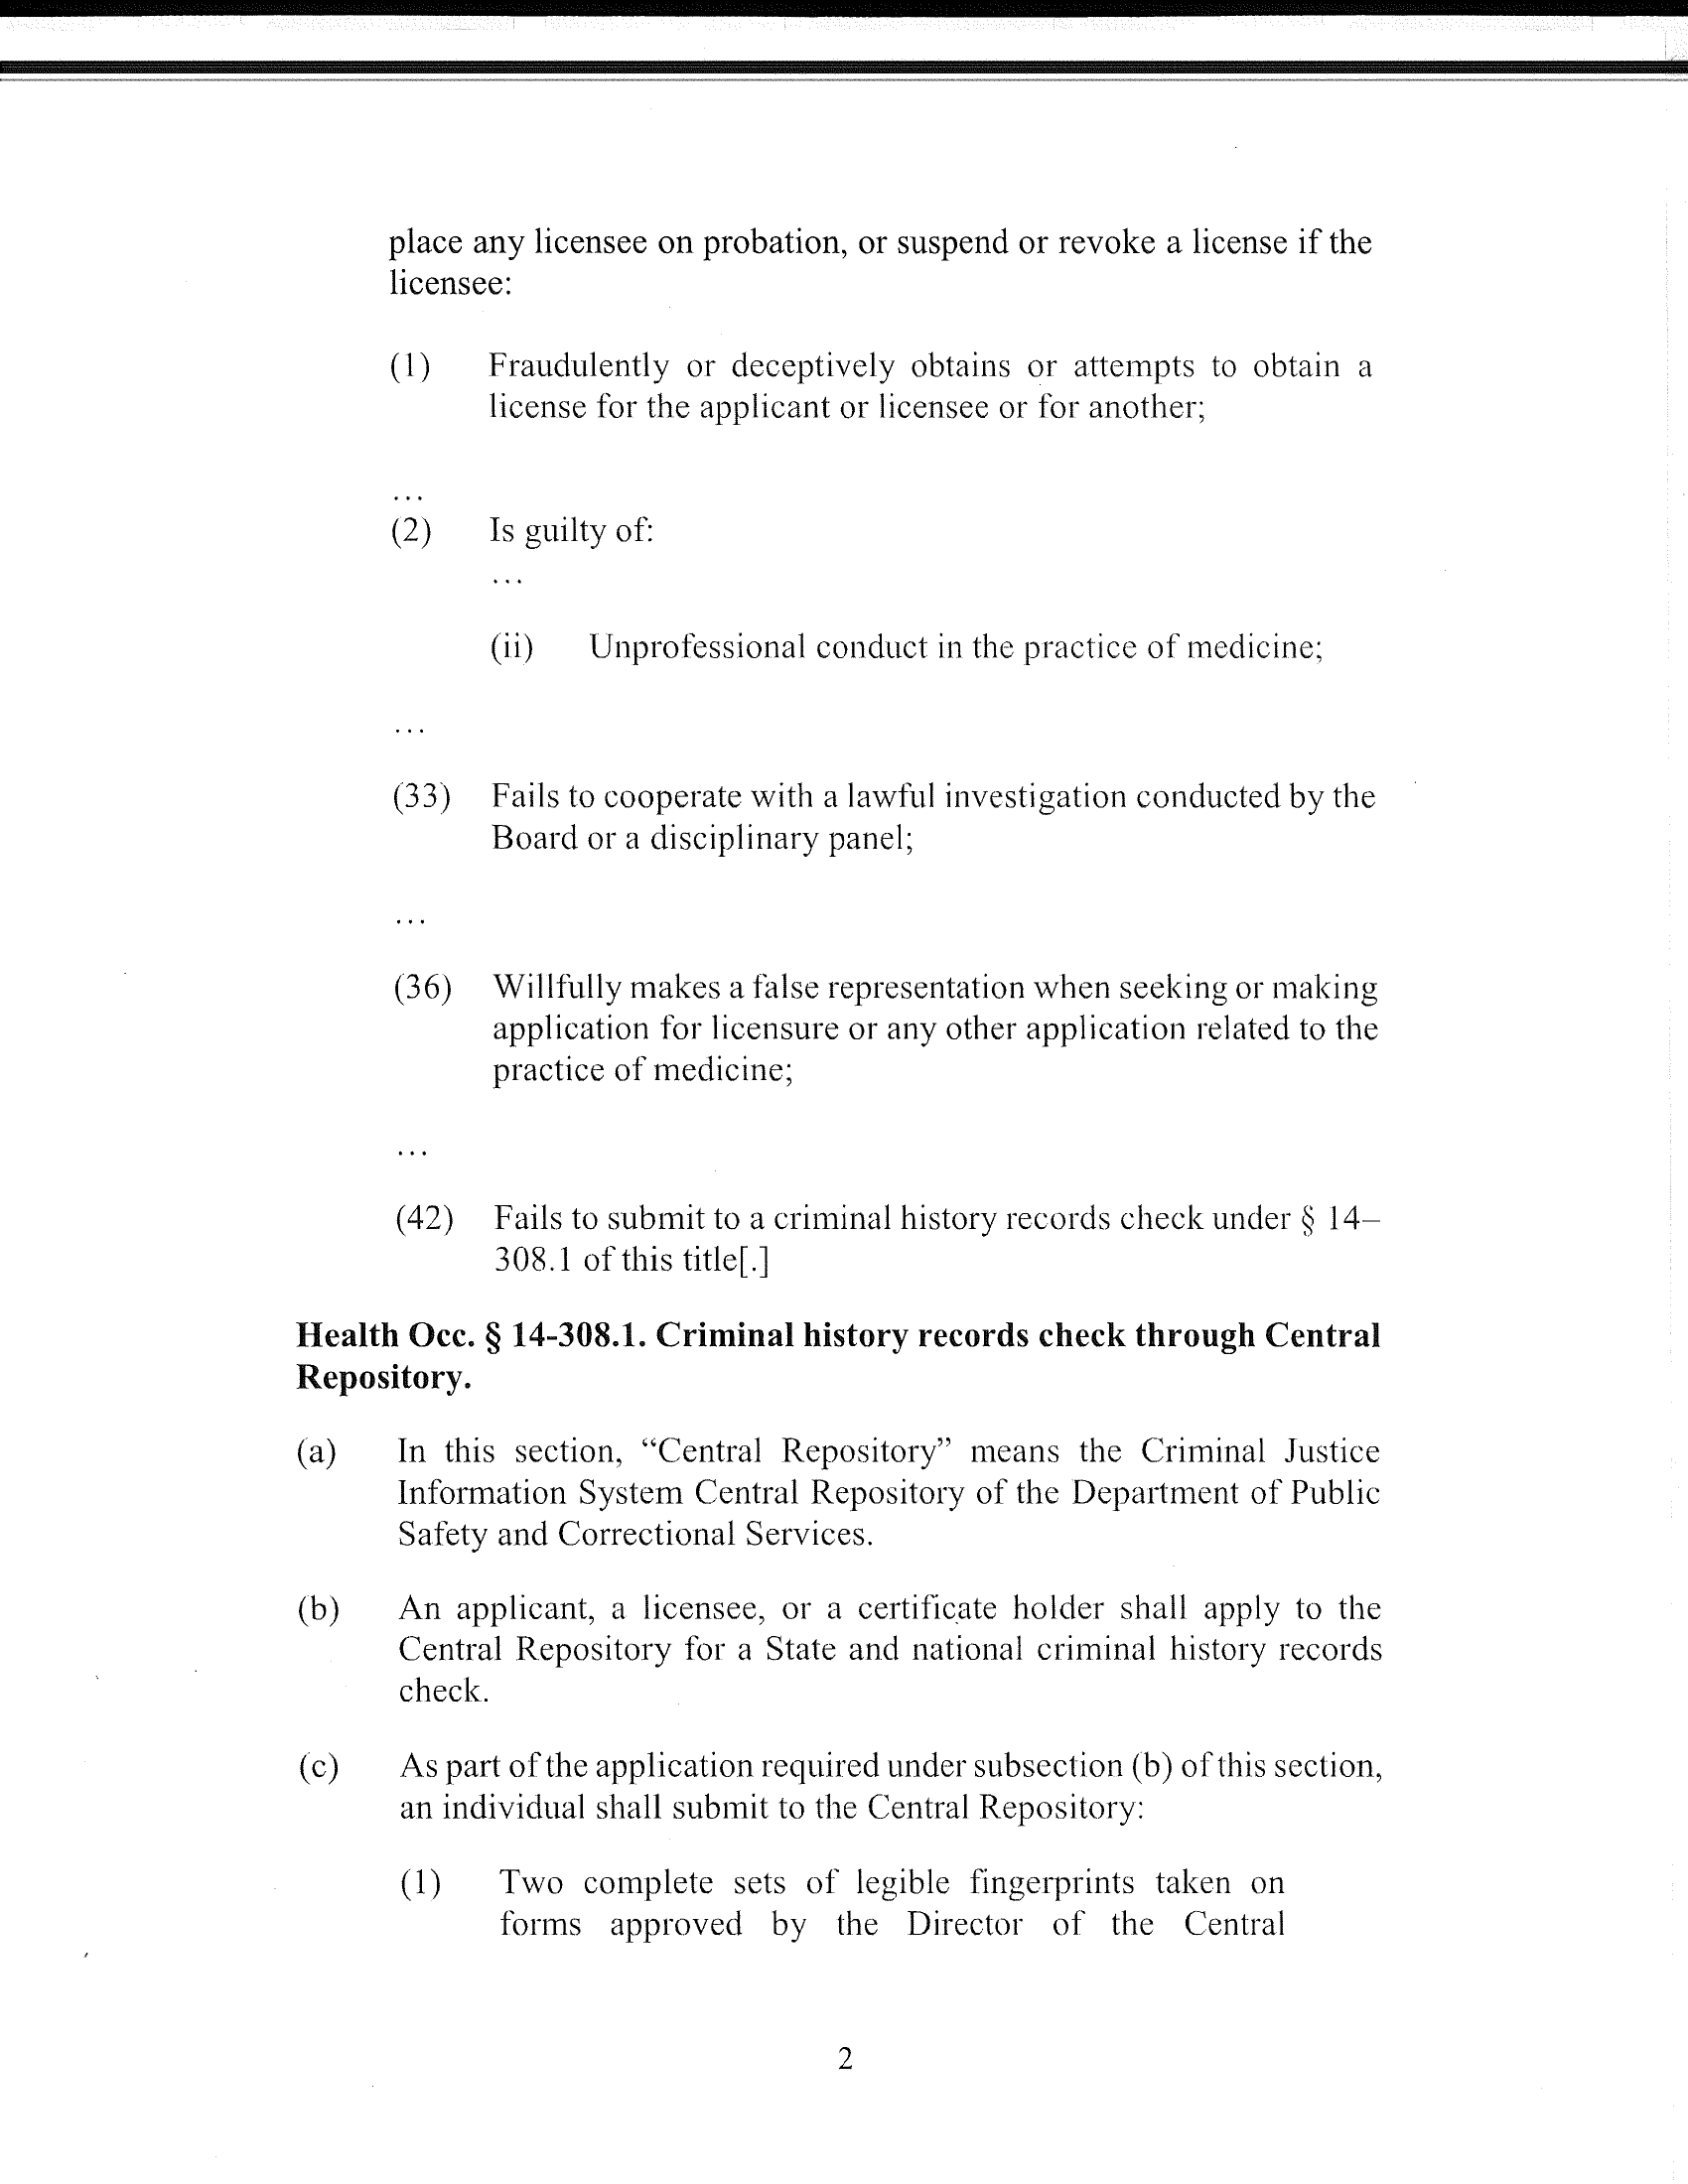 place any licensee on probation, or suspend or revoke a license if the
licensee:
(1) Fraudulently or deceptively obtains or attempts to obtain a
license for the applicant or licensee or for another;
...
(2) Is guilty of:
...
(ii) Unprofessional conduct in the practice of medicine;
...
(33) Fails to cooperate with a lawful investigation conducted by the
Board or a disciplinary panel;
...
(36) Willfully makes a false representation when seeking or making
application for licensure or any other application related to the
practice of medicine;
...
(42) Fails to submit to a criminal history records check under § 14–
308.1 of this title[.]
Health Occ. § 14-308.1. Criminal history records check through Central
Repository.
(a) In this section, “Central Repository” means the Criminal Justice
Information System Central Repository of the Department of Public
Safety and Correctional Services.
(b) An applicant, a licensee, or a certificate holder shall apply to the
Central Repository for a State and national criminal history records
check.
(c) As part of the application required under subsection (b) of this section,
an individual shall submit to the Central Repository:
(1) Two complete sets of legible fingerprints taken on
forms approved by the Director of the Central
2